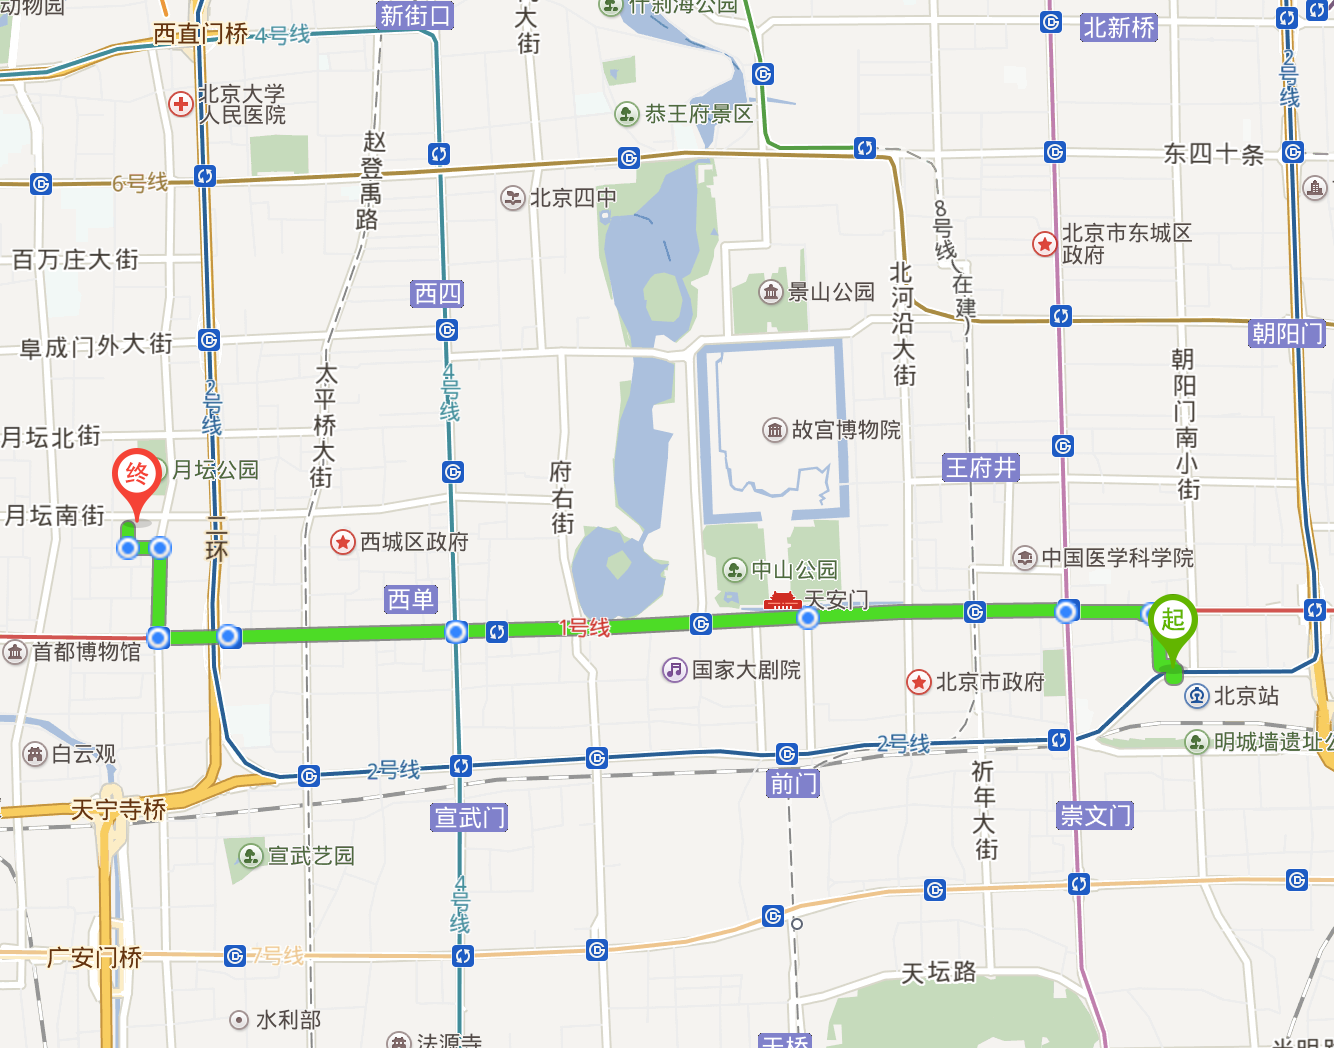 动物园
新街口
什刹海公园
大街
北新桥
西直门桥
4号线
2号线
北京大学
人民医院
恭王府景区
赵登禹路
东四十条
6号线
北京四中
8号线(在建)
北京市东城区
政府
百万庄大街
西四
景山公园
北河沿大街
阜成门外大街
朝阳门
4号线
太平桥大街
朝阳门南小街
2号线
月坛北街
故宫博物院
月坛公园
终
王府井
府右街
月坛南街
二环
西城区政府
中国医学科学院
中山公园
西单
天安门
起
1号线
首都博物馆
国家大剧院
北京市政府
北京站
白云观
2号线
2号线
明城墙遗址公
前门
祈年大街
天宁寺桥
宣武门
崇文门
宣武艺园
4号线
广安门桥
7号线
天坛路
水利部
法源寺
天桥
光明路